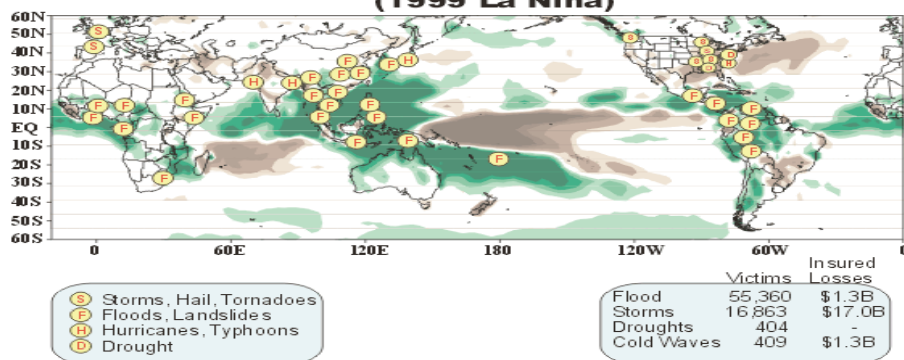 (1999 La Niña)
60N
50N
40N
30N
20N
10N
EQ
10S
20S
30S
40S
50S
60S
0 60E 120E 180 120W 60W 0
S Storms, Hail, Tornadoes
F Floods, Landslides
H Hurricanes, Typhoons
D Drought
Victims Insured Losses
Flood 55,360 $1.3B
Storms 16,863 $17.0B
Droughts 404 -
Cold Waves 409 $1.3B